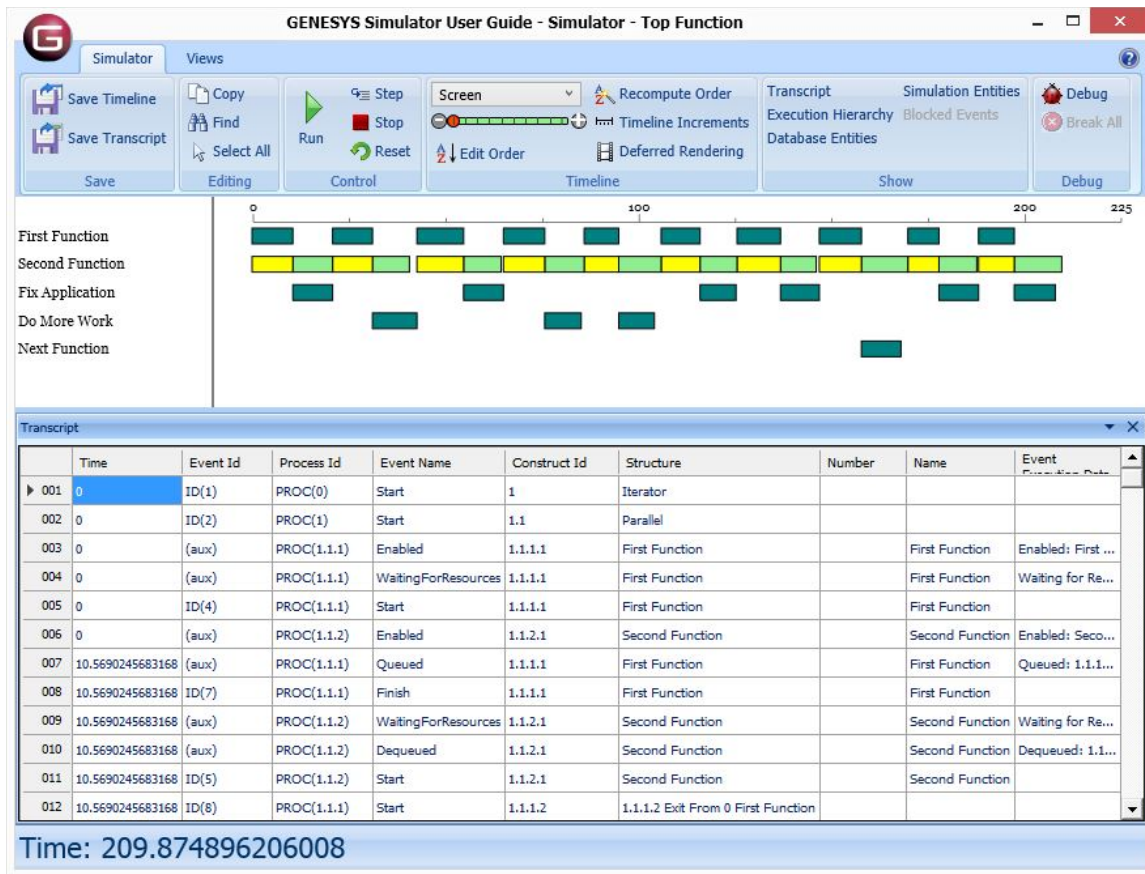 GENESYS Simulator User Guide - Simulator - Top Function
Simulator Views
Save Timeline
Save Transcript
Save
Copy
Find
Select All
Editing
Run
Step
Stop
Reset
Control
Screen
Edit Order
Recompute Order
Timeline Increments
Deferred Rendering
Timeline
Transcript Simulation Entities
Execution Hierarchy Blocked Events
Database Entities
Show
Debug
Break All
Debug
0 100 200 225
First Function
Second Function
Fix Application
Do More Work
Next Function
Transcript
Time Event Id Process Id Event Name Construct Id Structure Number Name Event
001 0 ID(1) PROC(0) Start 1 Iterator
002 0 ID(2) PROC(1) Start 1.1 Parallel
003 0 (aux) PROC(1.1.1) Enabled 1.1.1.1 First Function First Function Enabled: First ...
004 0 (aux) PROC(1.1.1) WaitingForResources 1.1.1.1 First Function First Function Waiting for Re...
005 0 ID(4) PROC(1.1.1) Start 1.1.1.1 First Function First Function
006 0 (aux) PROC(1.1.2) Enabled 1.1.2.1 Second Function Second Function Enabled: Seco...
007 10.5690245683168 (aux) PROC(1.1.1) Queued 1.1.1.1 First Function First Function Queued: 1.1.1...
008 10.5690245683168 ID(7) PROC(1.1.1) Finish 1.1.1.1 First Function First Function
009 10.5690245683168 (aux) PROC(1.1.2) WaitingForResources 1.1.2.1 Second Function Second Function Waiting for Re...
010 10.5690245683168 (aux) PROC(1.1.2) Dequeued 1.1.2.1 Second Function Second Function Dequeued: 1.1...
011 10.5690245683168 ID(5) PROC(1.1.2) Start 1.1.2.1 Second Function Second Function
012 10.5690245683168 ID(8) PROC(1.1.1) Start 1.1.1.2 1.1.1.2 Exit From 0 First Function
Time: 209.874896206008